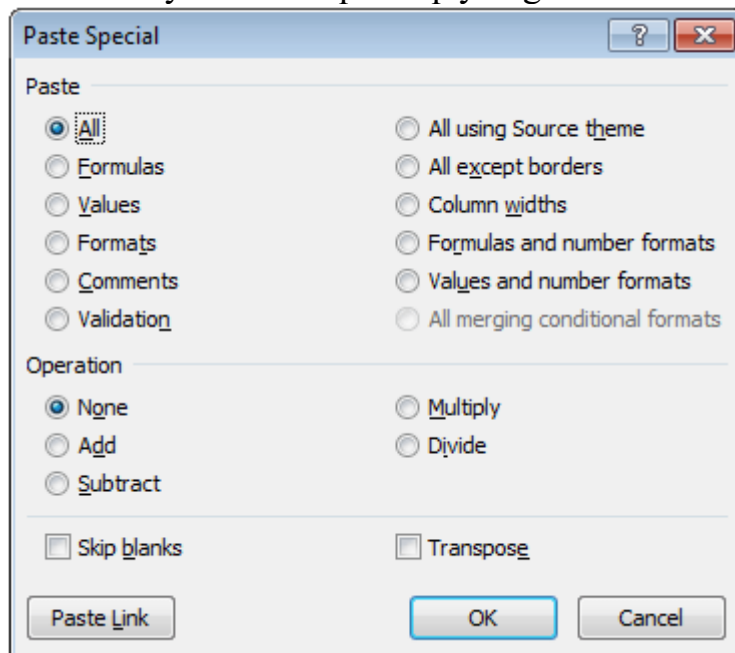 Paste Special
Paste
All
All using Source theme
Formulas
All except borders
Values
Column widths
Formats
Formulas and number formats
Comments
Values and number formats
Validation
All merging conditional formats
Operation
None
Multiply
Add
Divide
Subtract
Skip blanks
Transpose
Paste Link
OK
Cancel